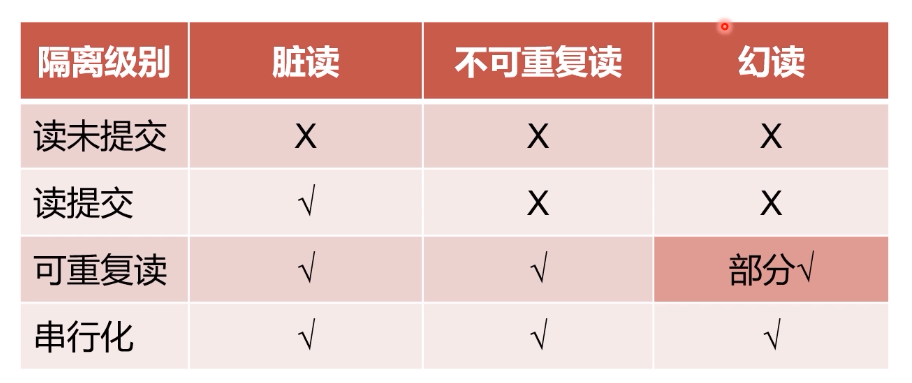 隔离级别 脏读 不可重复读 幻读
读未提交 X X X
读提交 √ X X
可重复读 √ √ 部分√
串行化 √ √ √